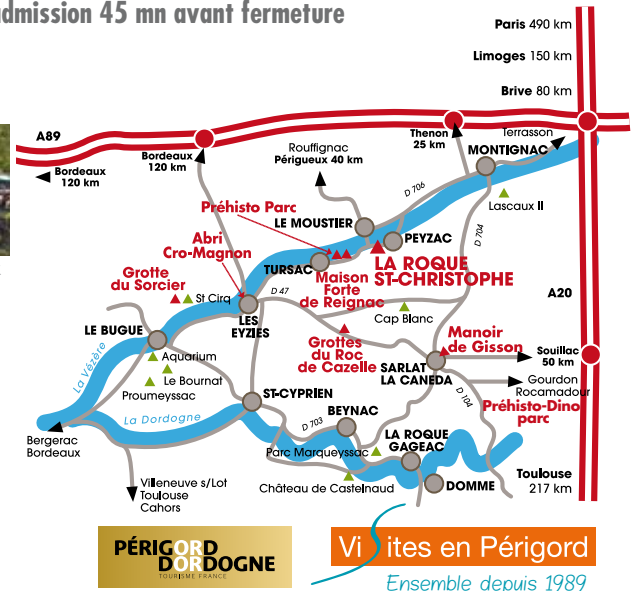 admission 45 mn avant fermeture
Paris 490 km
Limoges 150 km
Brive 80 km
A89
Bordeaux
120 km
Bordeaux
120 km
Rouffignac
Périgueux 40 km
Thenon
25 km
Terrasson
MONTIGNAC
D 706
Lascaux II
Préhisto Parc
LE MOUSTIER
PEYZAC
D 704
Abri
Cro-Magnon
TURSAC
LA ROQUE
ST-CHRISTOPHE
Maison
Forte
de Reignac
Grotte
du Sorcier
St Cirq
D 47
A20
LES
EYZIES
Cap Blanc
LE BUGUE
Grottes
du Roc
de Cazelle
Manoir
de Gisson
Souillac
50 km
La Vézère
Aquarium
Le Bournat
Proumeyssac
SARLAT
LA CANEDA
Gourdon
Rocamadour
D 104
Préhisto-Dino
parc
ST-CYPRIEN
La Dordogne
BEYNAC
D 703
Bergerac
Bordeaux
Parc Marqueyssac
LA ROQUE
GAGEAC
Villeneuve s/Lot
Toulouse
Cahors
Château de Castelnaud
DOMME
Toulouse
217 km
PÉRIGORD
DORDOGNE
TOURISME FRANCE
Visites en Périgord
Ensemble depuis 1989